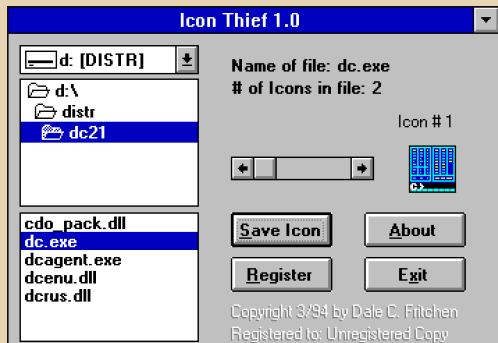 Icon Thief 1.0
d: [DISTR]
d:\
distr
dc21
cdo_pack.dll
dc.exe
dcagent.exe
dcenu.dll
dcrus.dll
Name of file: dc.exe
# of Icons in file: 2
Icon # 1
C>
Save Icon
About
Register
Exit
Copyright 3/94 by Dale C. Fritchen
Registered to: Unregistered Copy